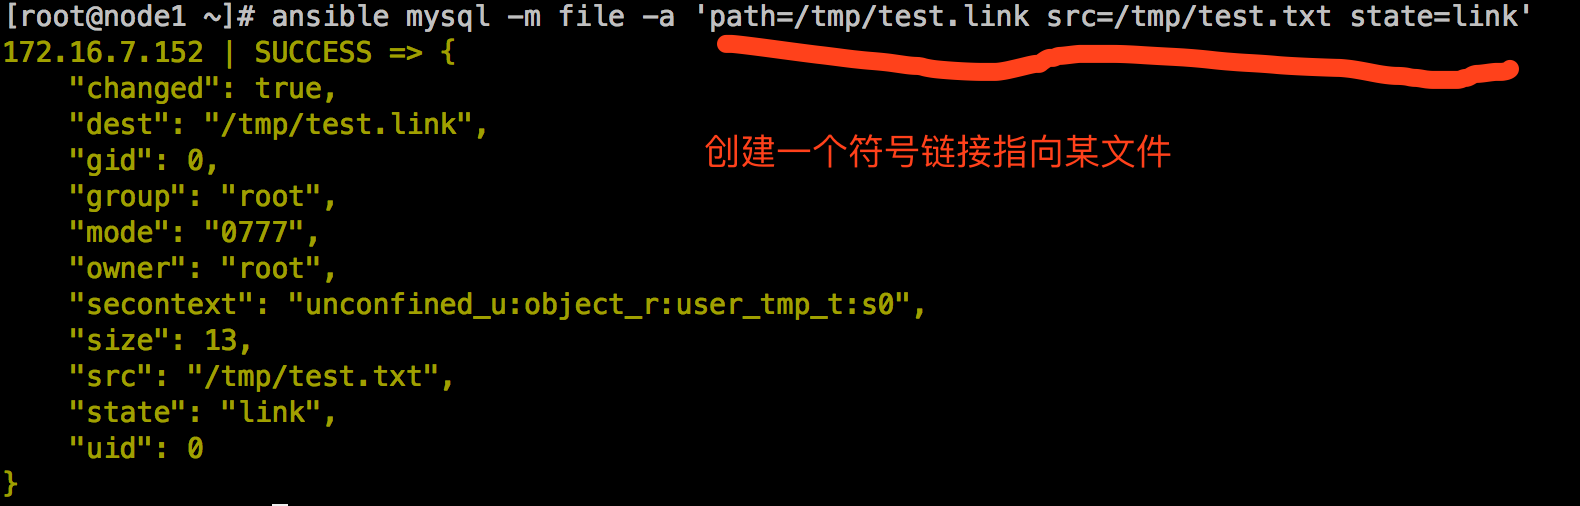 [root@node1 ~]# ansible mysql -m file -a 'path=/tmp/test.link src=/tmp/test.txt state=link'
172.16.7.152 | SUCCESS => {
    "changed": true,
    "dest": "/tmp/test.link",
创建一个符号链接指向某文件
    "gid": 0,
    "group": "root",
    "mode": "0777",
    "owner": "root",
    "secontext": "unconfined_u:object_r:user_tmp_t:s0",
    "size": 13,
    "src": "/tmp/test.txt",
    "state": "link",
    "uid": 0
}